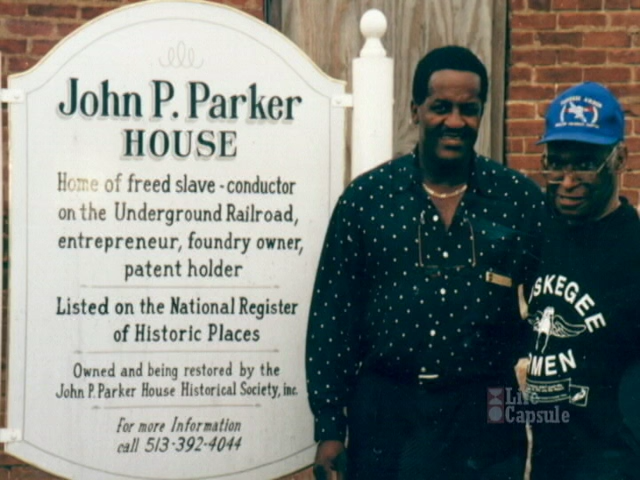 John P. Parker
HOUSE
Home of freed slave - conductor
on the Underground Railroad,
entrepreneur, foundry owner,
patent holder
Listed on the National Register
of Historic Places
Owned and being restored by the
John P. Parker House Historical Society, inc.
For more Information
call 513-392-4044
SKEGEE
MEN
Life
Capsule